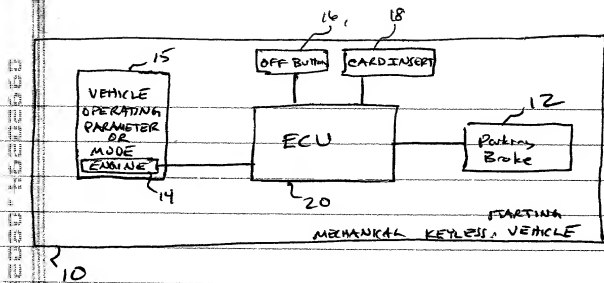 16,
18
15
OFF BUTTON
CARD INSERT
VEHICLE
OPERATING
PARAMETER
OR
MODE
ENGINE
14
ECU
20
12
Parking
Brake
STARTING
MECHANICAL KEYLESS, VEHICLE
10